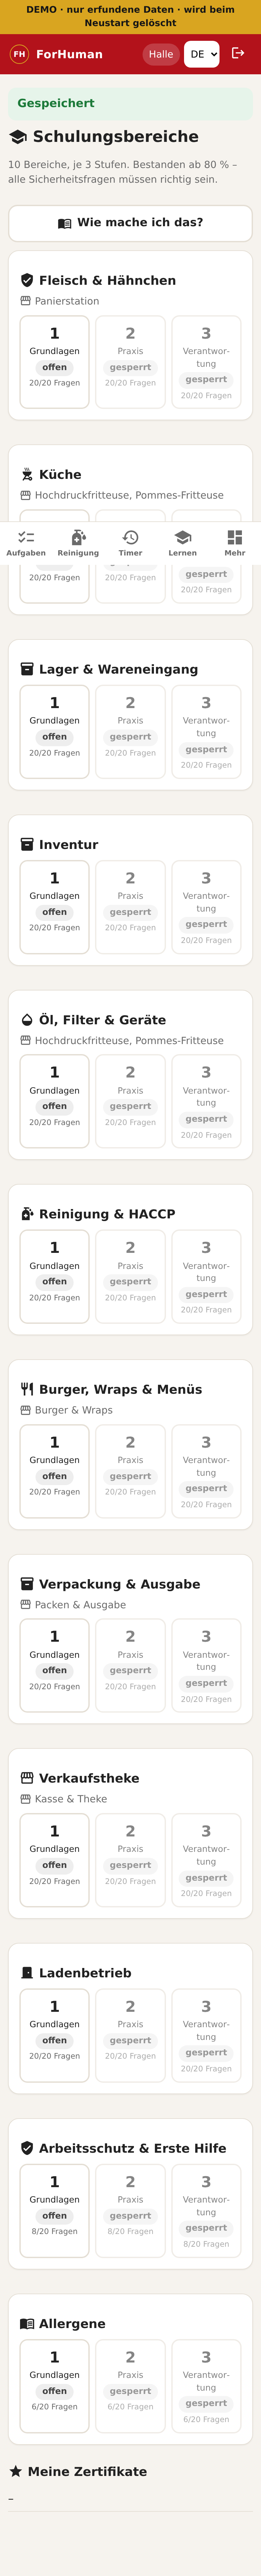 DEMO · nur erfundene Daten · wird beim
Neustart gelöscht
FH ForHuman Halle DE
Gespeichert
Schulungsbereiche
10 Bereiche, je 3 Stufen. Bestanden ab 80 % –
alle Sicherheitsfragen müssen richtig sein.
Wie mache ich das?
Fleisch & Hähnchen
Panierstation
1 2 3
Grundlagen Praxis Verantwor-
tung
offen gesperrt gesperrt
20/20 Fragen 20/20 Fragen 20/20 Fragen
Küche
Hochdruckfritteuse, Pommes-Fritteuse
Aufgaben Reinigung Timer Lernen Mehr
gesperrt
20/20 Fragen 20/20 Fragen 20/20 Fragen
Lager & Wareneingang
1 2 3
Grundlagen Praxis Verantwor-
tung
offen gesperrt gesperrt
20/20 Fragen 20/20 Fragen 20/20 Fragen
Inventur
1 2 3
Grundlagen Praxis Verantwor-
tung
offen gesperrt gesperrt
20/20 Fragen 20/20 Fragen 20/20 Fragen
Öl, Filter & Geräte
Hochdruckfritteuse, Pommes-Fritteuse
1 2 3
Grundlagen Praxis Verantwor-
tung
offen gesperrt gesperrt
20/20 Fragen 20/20 Fragen 20/20 Fragen
Reinigung & HACCP
1 2 3
Grundlagen Praxis Verantwor-
tung
offen gesperrt gesperrt
20/20 Fragen 20/20 Fragen 20/20 Fragen
Burger, Wraps & Menüs
Burger & Wraps
1 2 3
Grundlagen Praxis Verantwor-
tung
offen gesperrt gesperrt
20/20 Fragen 20/20 Fragen 20/20 Fragen
Verpackung & Ausgabe
Packen & Ausgabe
1 2 3
Grundlagen Praxis Verantwor-
tung
offen gesperrt gesperrt
20/20 Fragen 20/20 Fragen 20/20 Fragen
Verkaufstheke
Kasse & Theke
1 2 3
Grundlagen Praxis Verantwor-
tung
offen gesperrt gesperrt
20/20 Fragen 20/20 Fragen 20/20 Fragen
Ladenbetrieb
1 2 3
Grundlagen Praxis Verantwor-
tung
offen gesperrt gesperrt
20/20 Fragen 20/20 Fragen 20/20 Fragen
Arbeitsschutz & Erste Hilfe
1 2 3
Grundlagen Praxis Verantwor-
tung
offen gesperrt gesperrt
8/20 Fragen 8/20 Fragen 8/20 Fragen
Allergene
1 2 3
Grundlagen Praxis Verantwor-
tung
offen gesperrt gesperrt
6/20 Fragen 6/20 Fragen 6/20 Fragen
Meine Zertifikate
–